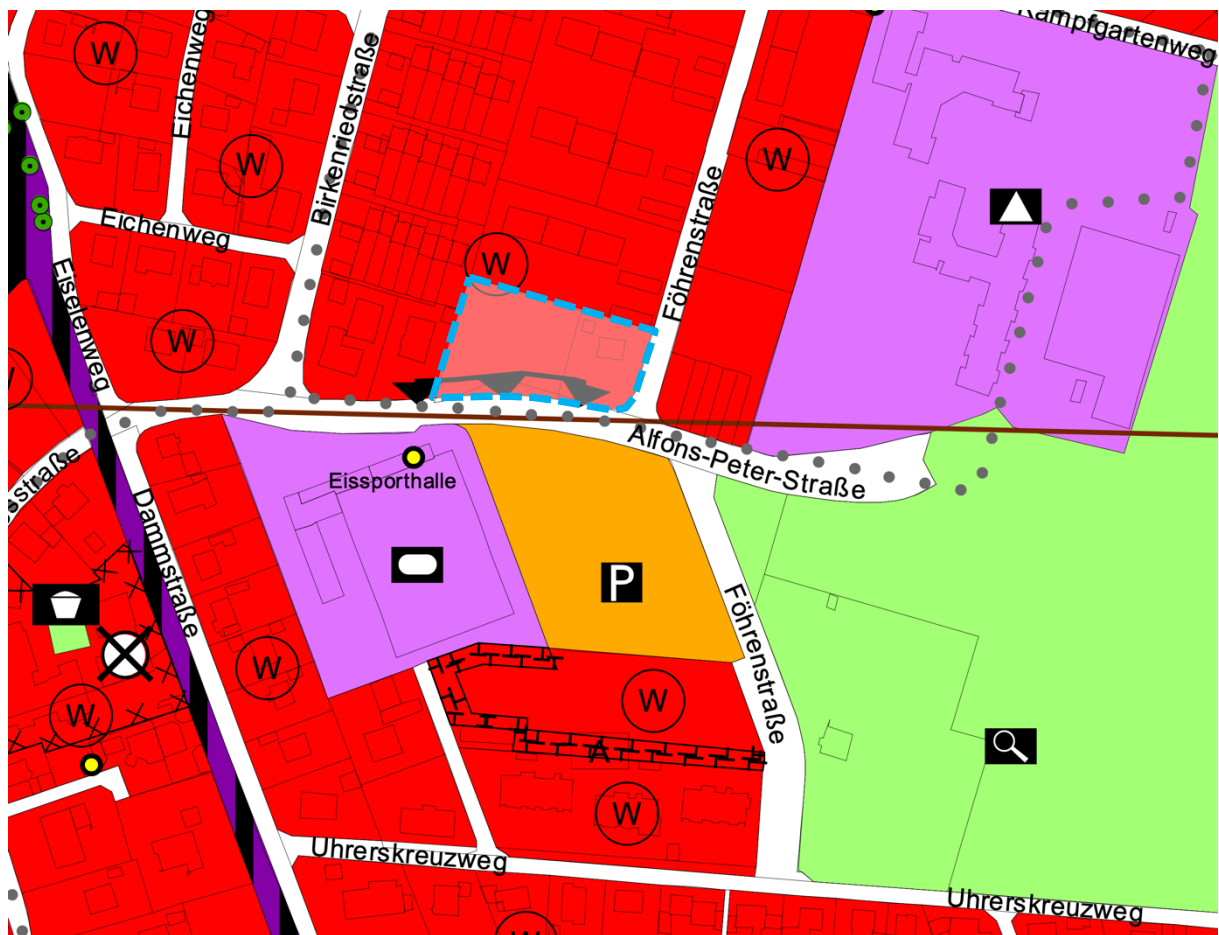 Kampfgartenweg
W
Eichenweg
Birkenriedstraße
W
W
Föhrenstraße
Eichenweg
W
Eiselenweg
W
Alfons-Peter-Straße
Eissporthalle
Dammstraße
P
Föhrenstraße
W
W
W
A
W
Uhrerskreuzweg
Uhrerskreuzweg
W